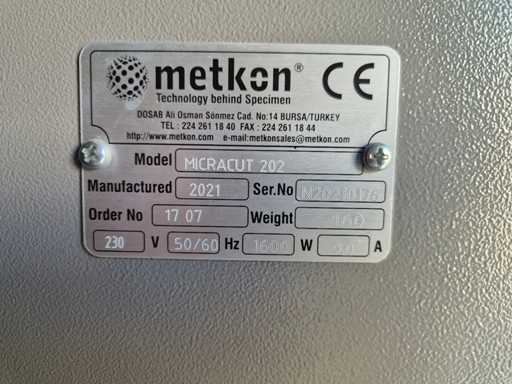 metkon® CE
Technology behind Specimen
DOSAB Ali Osman Sönmez Cad. No:14 BURSA/TURKEY
TEL : 224 261 18 40 FAX : 224 261 18 44
http://www.metkon.com e-mail:metkonsales@metkon.com
Model MICRACUT 202
Manufactured 2021 Ser.No
Order No 17 07 Weight
230 V 50/60 Hz 1600 W A